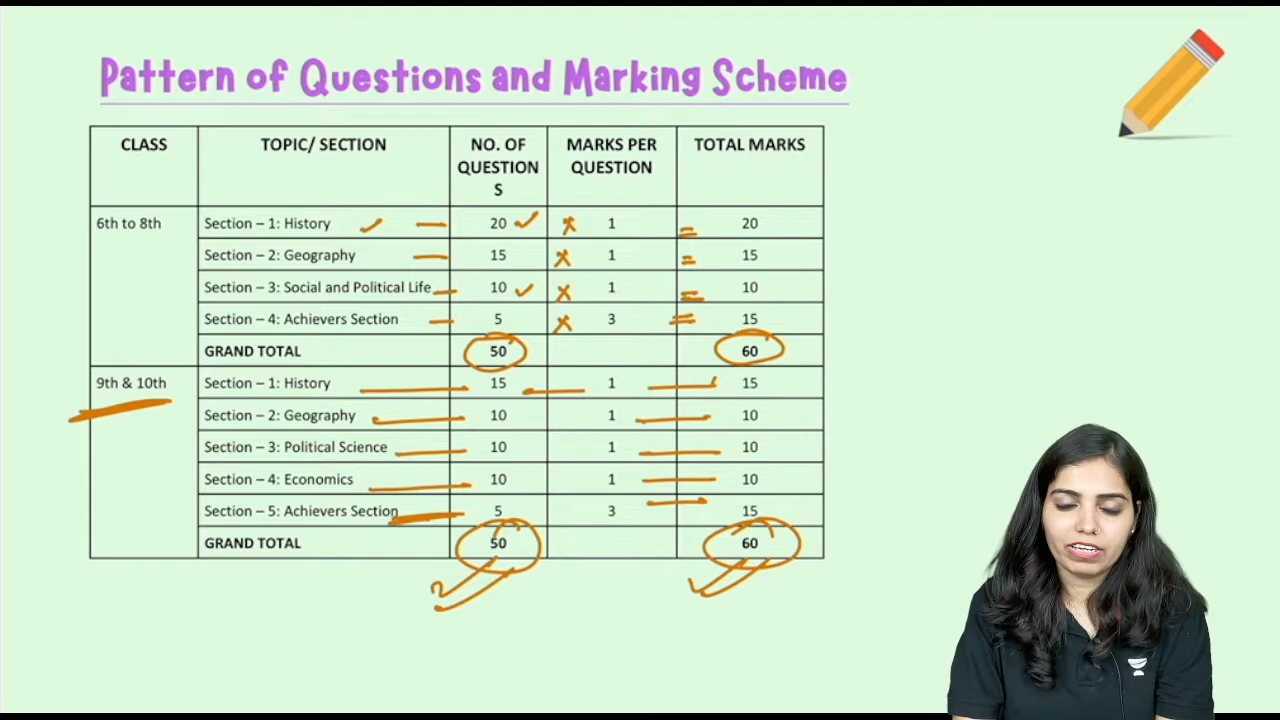 Pattern of Questions and Marking Scheme
CLASS TOPIC/ SECTION NO. OF QUESTION S MARKS PER QUESTION TOTAL MARKS
6th to 8th Section – 1: History 20 1 20
Section – 2: Geography 15 1 15
Section – 3: Social and Political Life 10 1 10
Section – 4: Achievers Section 5 3 15
GRAND TOTAL 50 60
9th & 10th Section – 1: History 15 1 15
Section – 2: Geography 10 1 10
Section – 3: Political Science 10 1 10
Section – 4: Economics 10 1 10
Section – 5: Achievers Section 5 3 15
GRAND TOTAL 50 60